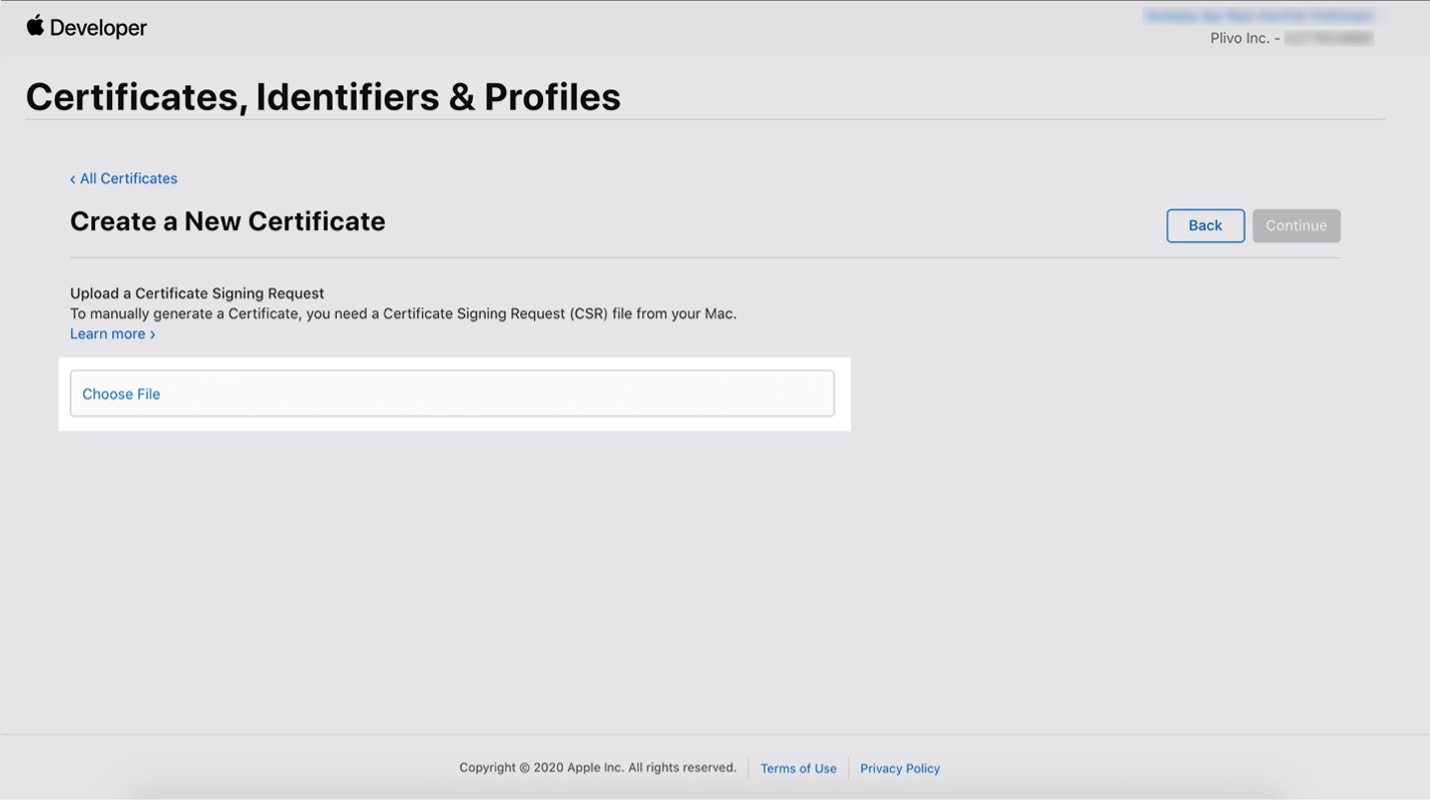 Developer
Plivo Inc. -
Certificates, Identifiers & Profiles
‹ All Certificates
Create a New Certificate
Back
Continue
Upload a Certificate Signing Request
To manually generate a Certificate, you need a Certificate Signing Request (CSR) file from your Mac.
Learn more ›
Choose File
Copyright © 2020 Apple Inc. All rights reserved.
Terms of Use
Privacy Policy